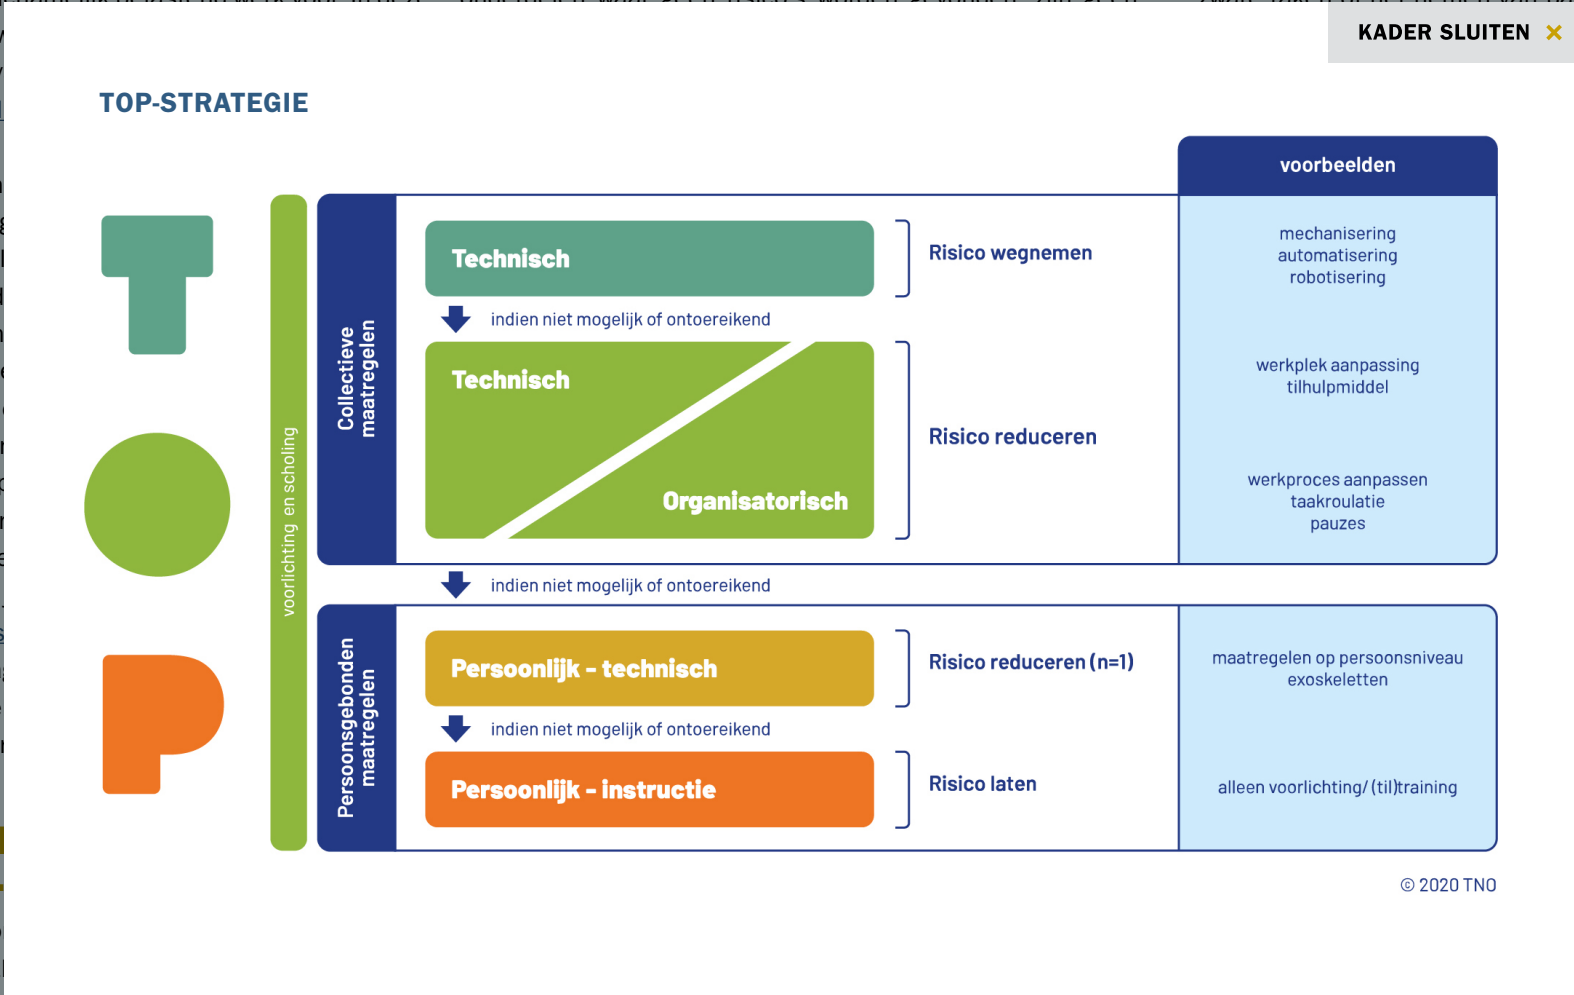 KADER SLUITEN ×
TOP-STRATEGIE
voorbeelden
T
O
P
voorlichting en scholing
Collectieve
maatregelen
Technisch
Risico wegnemen
mechanisering
automatisering
robotisering
indien niet mogelijk of ontoereikend
Technisch
Organisatorisch
Risico reduceren
werkplek aanpassing
tilhulpmiddel
werkproces aanpassen
taakroulatie
pauzes
indien niet mogelijk of ontoereikend
Persoonsgebonden
maatregelen
Persoonlijk - technisch
Risico reduceren (n=1)
maatregelen op persoonsniveau
exoskeletten
indien niet mogelijk of ontoereikend
Persoonlijk - instructie
Risico laten
alleen voorlichting/ (til)training
© 2020 TNO